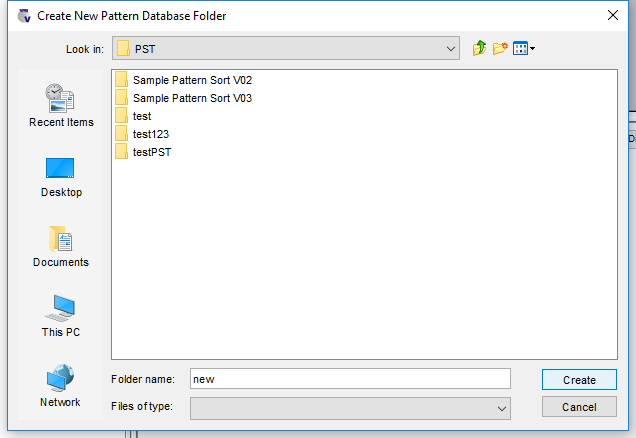 Create New Pattern Database Folder
Look in: PST
Sample Pattern Sort V02
Sample Pattern Sort V03
test
test123
testPST
Recent Items
Desktop
Documents
This PC
Network
Folder name: new
Create
Files of type:
Cancel